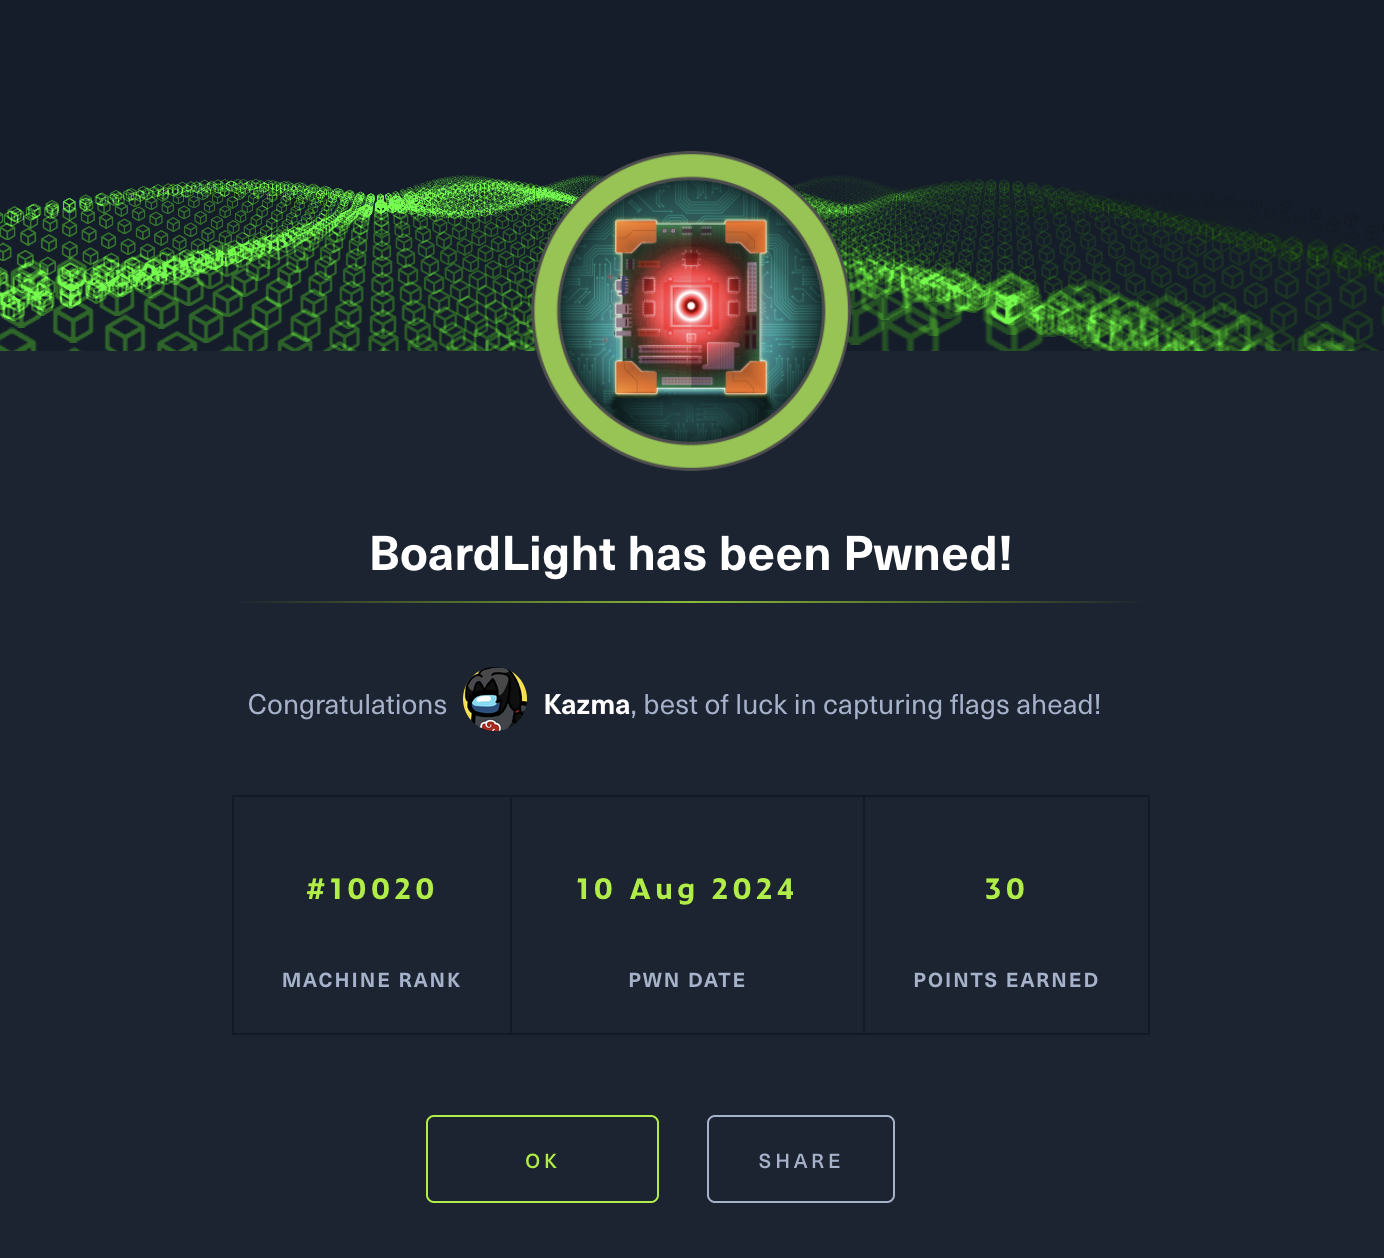 BoardLight has been Pwned!
Congratulations Kazma, best of luck in capturing flags ahead!
#10020 10 Aug 2024 30
MACHINE RANK PWN DATE POINTS EARNED
OK SHARE